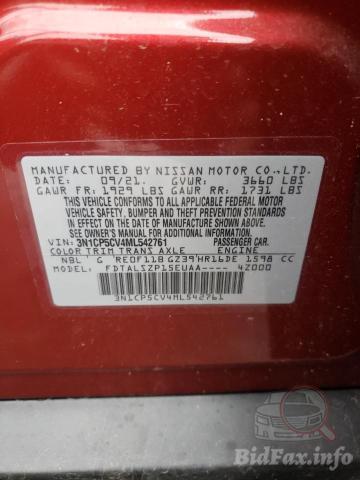 MANUFACTURED BY NISSAN MOTOR CO.,LTD.
DATE: 09/21. GVWR: 3660 LBS
GAWR FR: 1929 LBS GAWR RR: 1731 LBS
THIS VEHICLE CONFORMS TO ALL APPLICABLE FEDERAL MOTOR
VEHICLE SAFETY, BUMPER AND THEFT PREVENTION
STANDARDS IN EFFECT ON THE DATE OF MANUFACTURE SHOWN ABOVE.
SEE OWNER'S MANUAL FOR ADDITIONAL INFORMATION.
VIN: 3N1CP5CV4ML542761 PASSENGER CAR.
COLOR TRIM TRANS AXLE ENGINE
NBL G RE0F11B GZ39 HR16DE 1598 CC
MODEL: FDTALSZP15EUAA---- 4Z000
3N1CP5CV4ML542761
BidFax.info